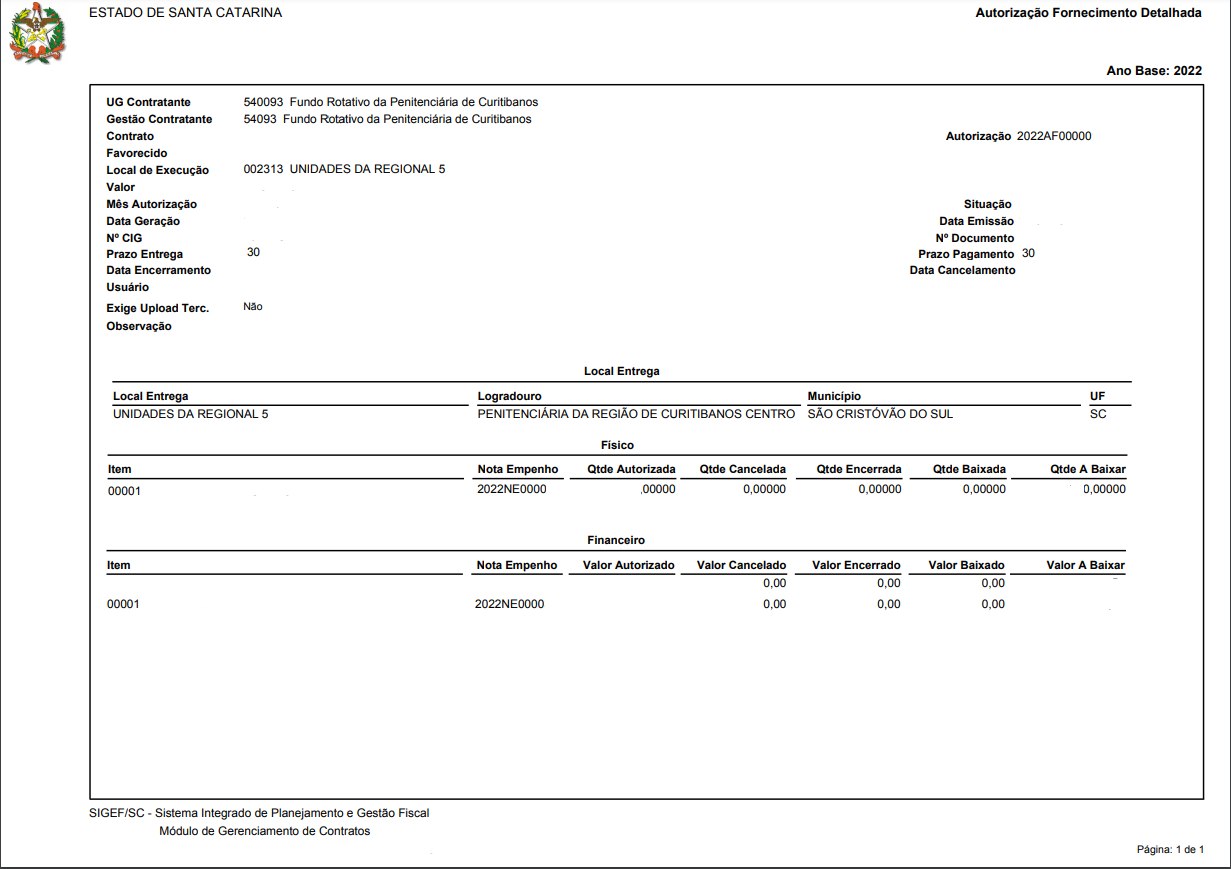 ESTADO DE SANTA CATARINA Autorização Fornecimento Detalhada
Ano Base: 2022
UG Contratante 540093 Fundo Rotativo da Penitenciária de Curitibanos
Gestão Contratante 54093 Fundo Rotativo da Penitenciária de Curitibanos
Contrato Autorização 2022AF00000
Favorecido
Local de Execução 002313 UNIDADES DA REGIONAL 5
Valor
Mês Autorização Situação
Data Geração Data Emissão
Nº CIG Nº Documento
Prazo Entrega 30 Prazo Pagamento 30
Data Encerramento Data Cancelamento
Usuário
Exige Upload Terc. Não
Observação
Local Entrega
Local Entrega Logradouro Município UF
UNIDADES DA REGIONAL 5 PENITENCIÁRIA DA REGIÃO DE CURITIBANOS CENTRO SÃO CRISTÓVÃO DO SUL SC
Físico
Item Nota Empenho Qtde Autorizada Qtde Cancelada Qtde Encerrada Qtde Baixada Qtde A Baixar
00001 2022NE0000 ,00000 0,00000 0,00000 0,00000 0,00000
Financeiro
Item Nota Empenho Valor Autorizado Valor Cancelado Valor Encerrado Valor Baixado Valor A Baixar
0,00 0,00 0,00
00001 2022NE0000 0,00 0,00 0,00
SIGEF/SC - Sistema Integrado de Planejamento e Gestão Fiscal
Módulo de Gerenciamento de Contratos
Página: 1 de 1